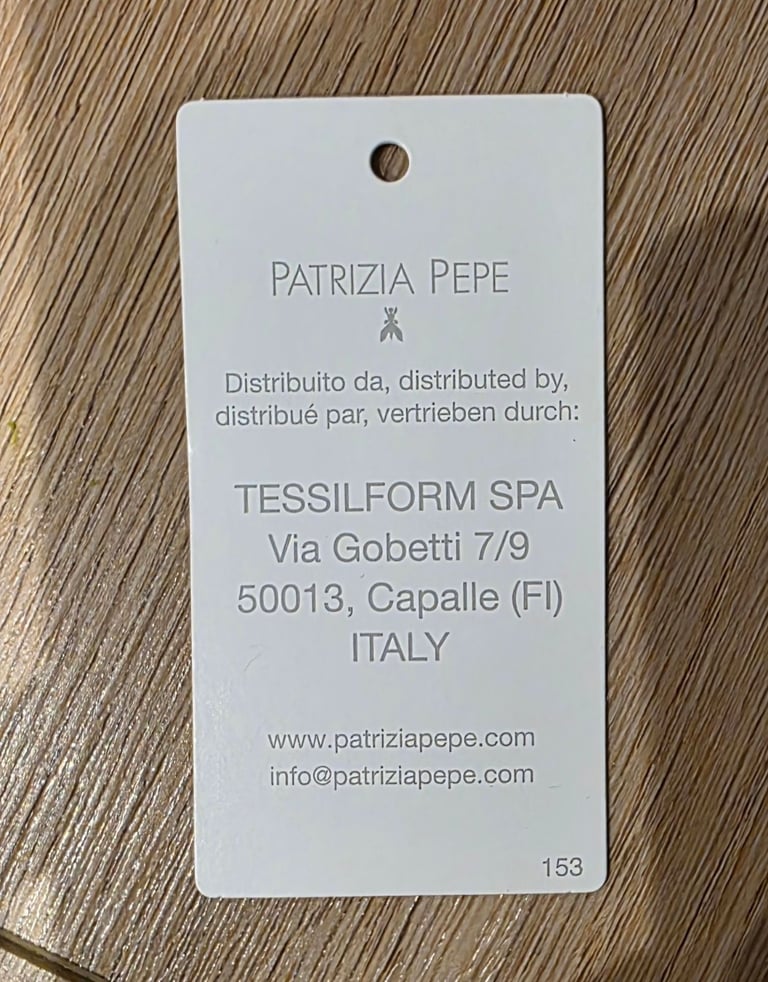 PATRIZIA PEPE
Distribuito da, distributed by,
distribué par, vertrieben durch:
TESSILFORM SPA
Via Gobetti 7/9
50013, Capalle (FI)
ITALY
www.patriziapepe.com
info@patriziapepe.com
153